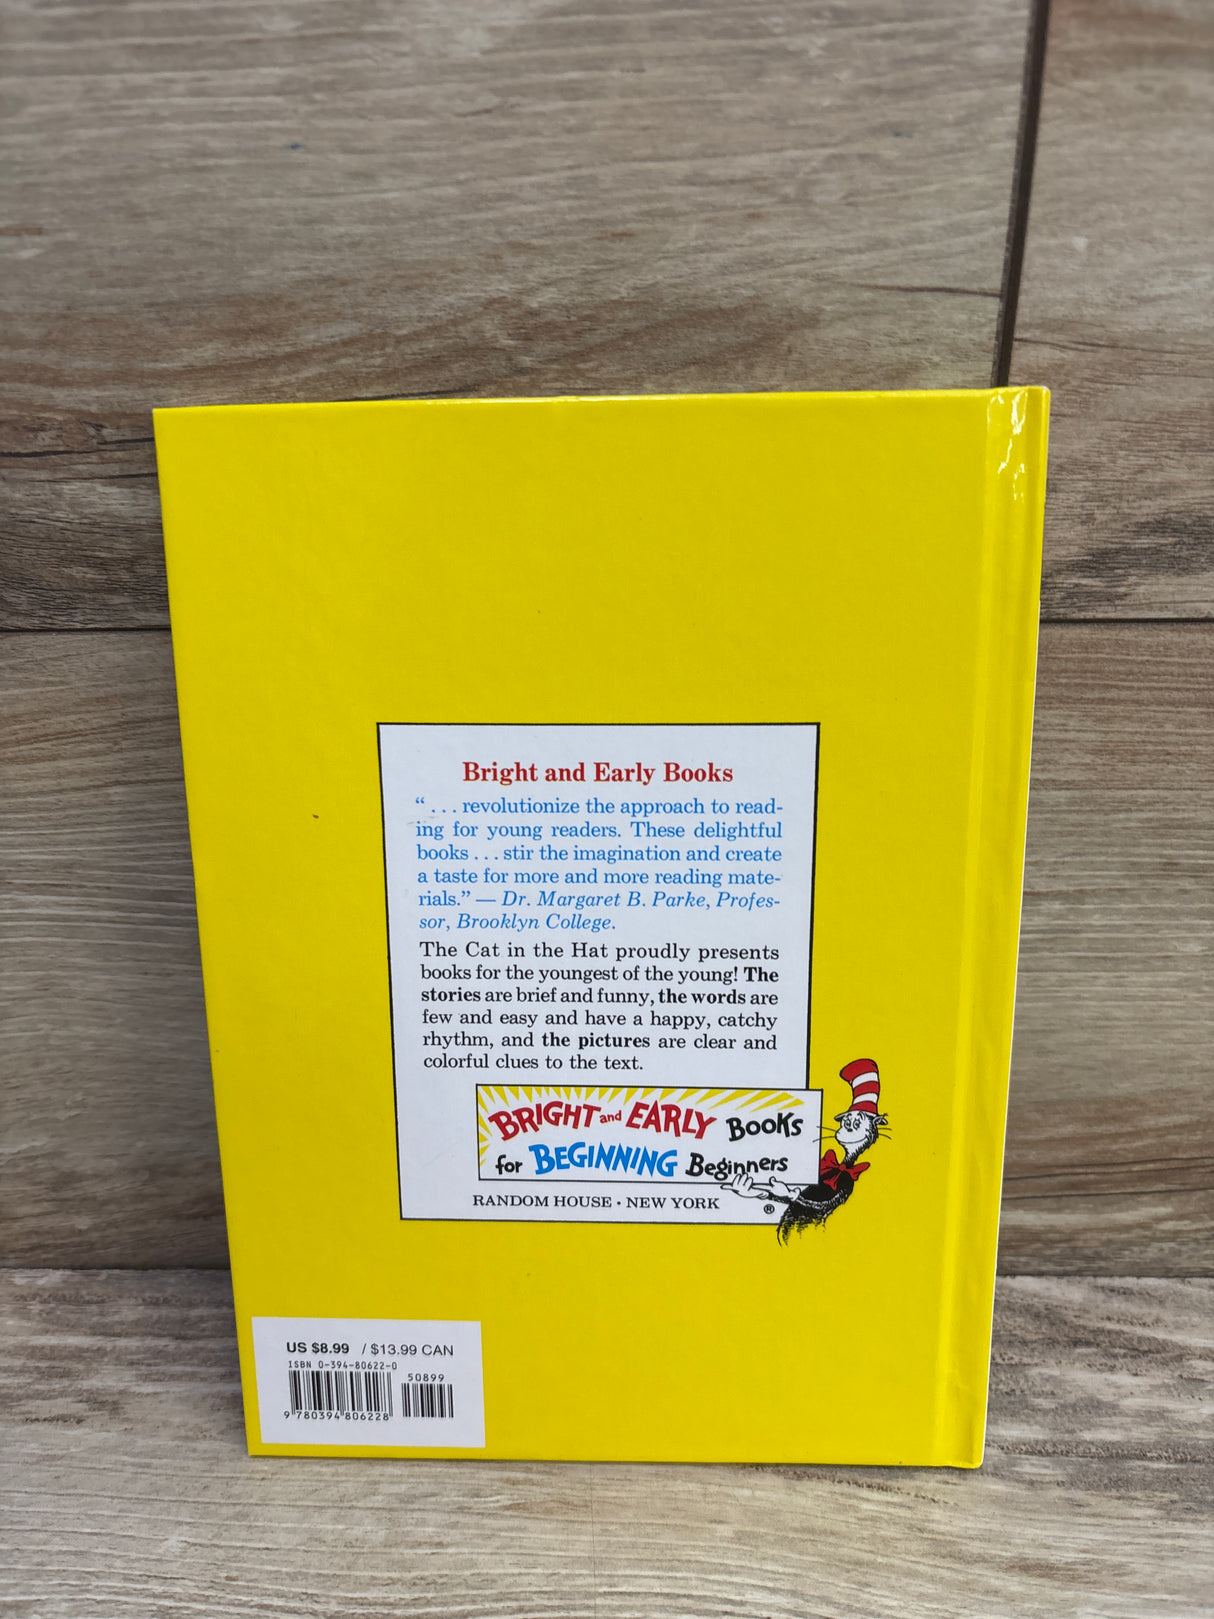 Bright and Early Books
“ . . . revolutionize the approach to read-
ing for young readers. These delightful
books . . . stir the imagination and create
a taste for more and more reading mate-
rials.” — Dr. Margaret B. Parke, Profes-
sor, Brooklyn College.
The Cat in the Hat proudly presents
books for the youngest of the young! The
stories are brief and funny, the words are
few and easy and have a happy, catchy
rhythm, and the pictures are clear and
colorful clues to the text.
BRIGHT and EARLY BOOKS
for BEGINNING Beginners
RANDOM HOUSE • NEW YORK
®
US $8.99 / $13.99 CAN
ISBN 0-394-80622-0
50899
9 780394 806228